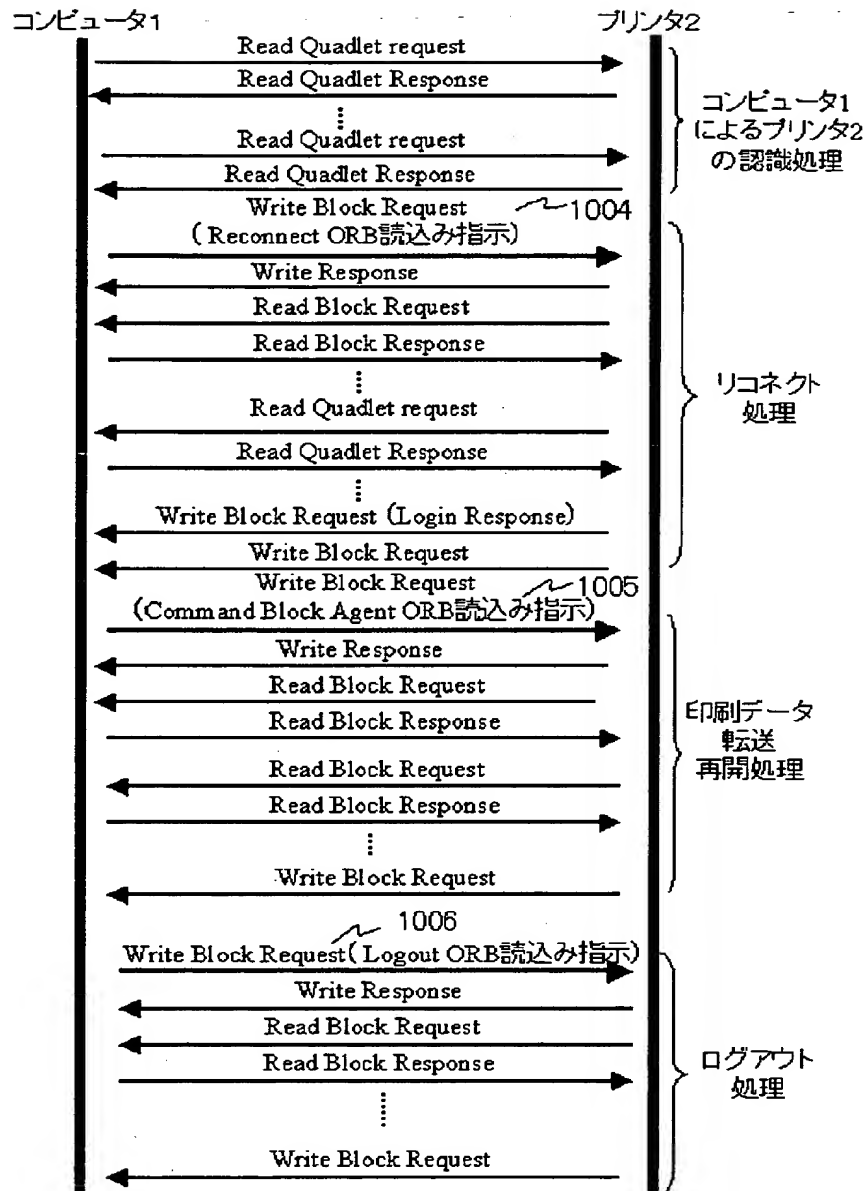 コンピュータ1
プリンタ2
Read Quadlet request
Read Quadlet Response
Read Quadlet request
Read Quadlet Response
コンピュータ1
によるプリンタ2
の認識処理
Write Block Request
1004
( Reconnect ORB読込み指示)
Write Response
Read Block Request
Read Block Response
Read Quadlet request
Read Quadlet Response
Write Block Request (Login Response)
Write Block Request
リコネクト
処理
Write Block Request
1005
(Command Block Agent ORB読込み指示)
Write Response
Read Block Request
Read Block Response
Read Block Request
Read Block Response
Write Block Request
印刷データ
転送
再開処理
1006
Write Block Request( Logout ORB読込み指示)
Write Response
Read Block Request
Read Block Response
Write Block Request
ログアウト
処理